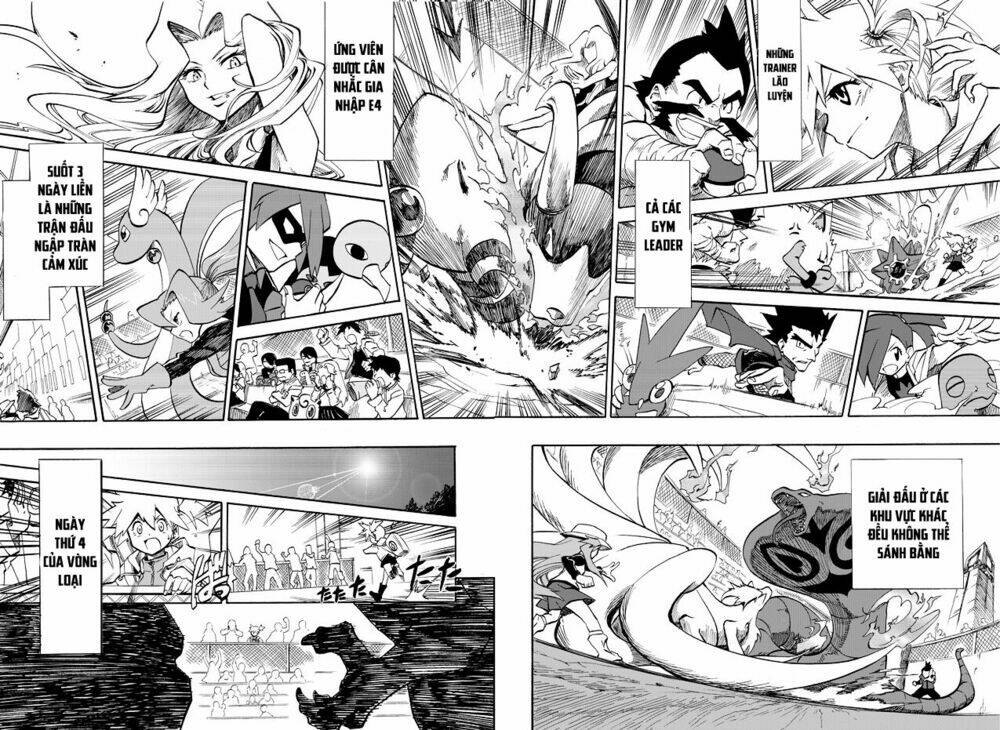 NHỮNG
TRAINER
LÃO
LUYỆN
CẢ CÁC
GYM
LEADER
ỨNG VIÊN
ĐƯỢC CÂN
NHẮC GIA
NHẬP E4
SUỐT 3
NGÀY LIỀN
LÀ NHỮNG
TRẬN ĐẤU
NGẬP TRÀN
CẢM XÚC
GIẢI ĐẤU Ở CÁC
KHU VỰC KHÁC
ĐỀU KHÔNG THỂ
SÁNH BẰNG
たたたたた
NGÀY
THỨ 4
CỦA VÒNG
LOẠI